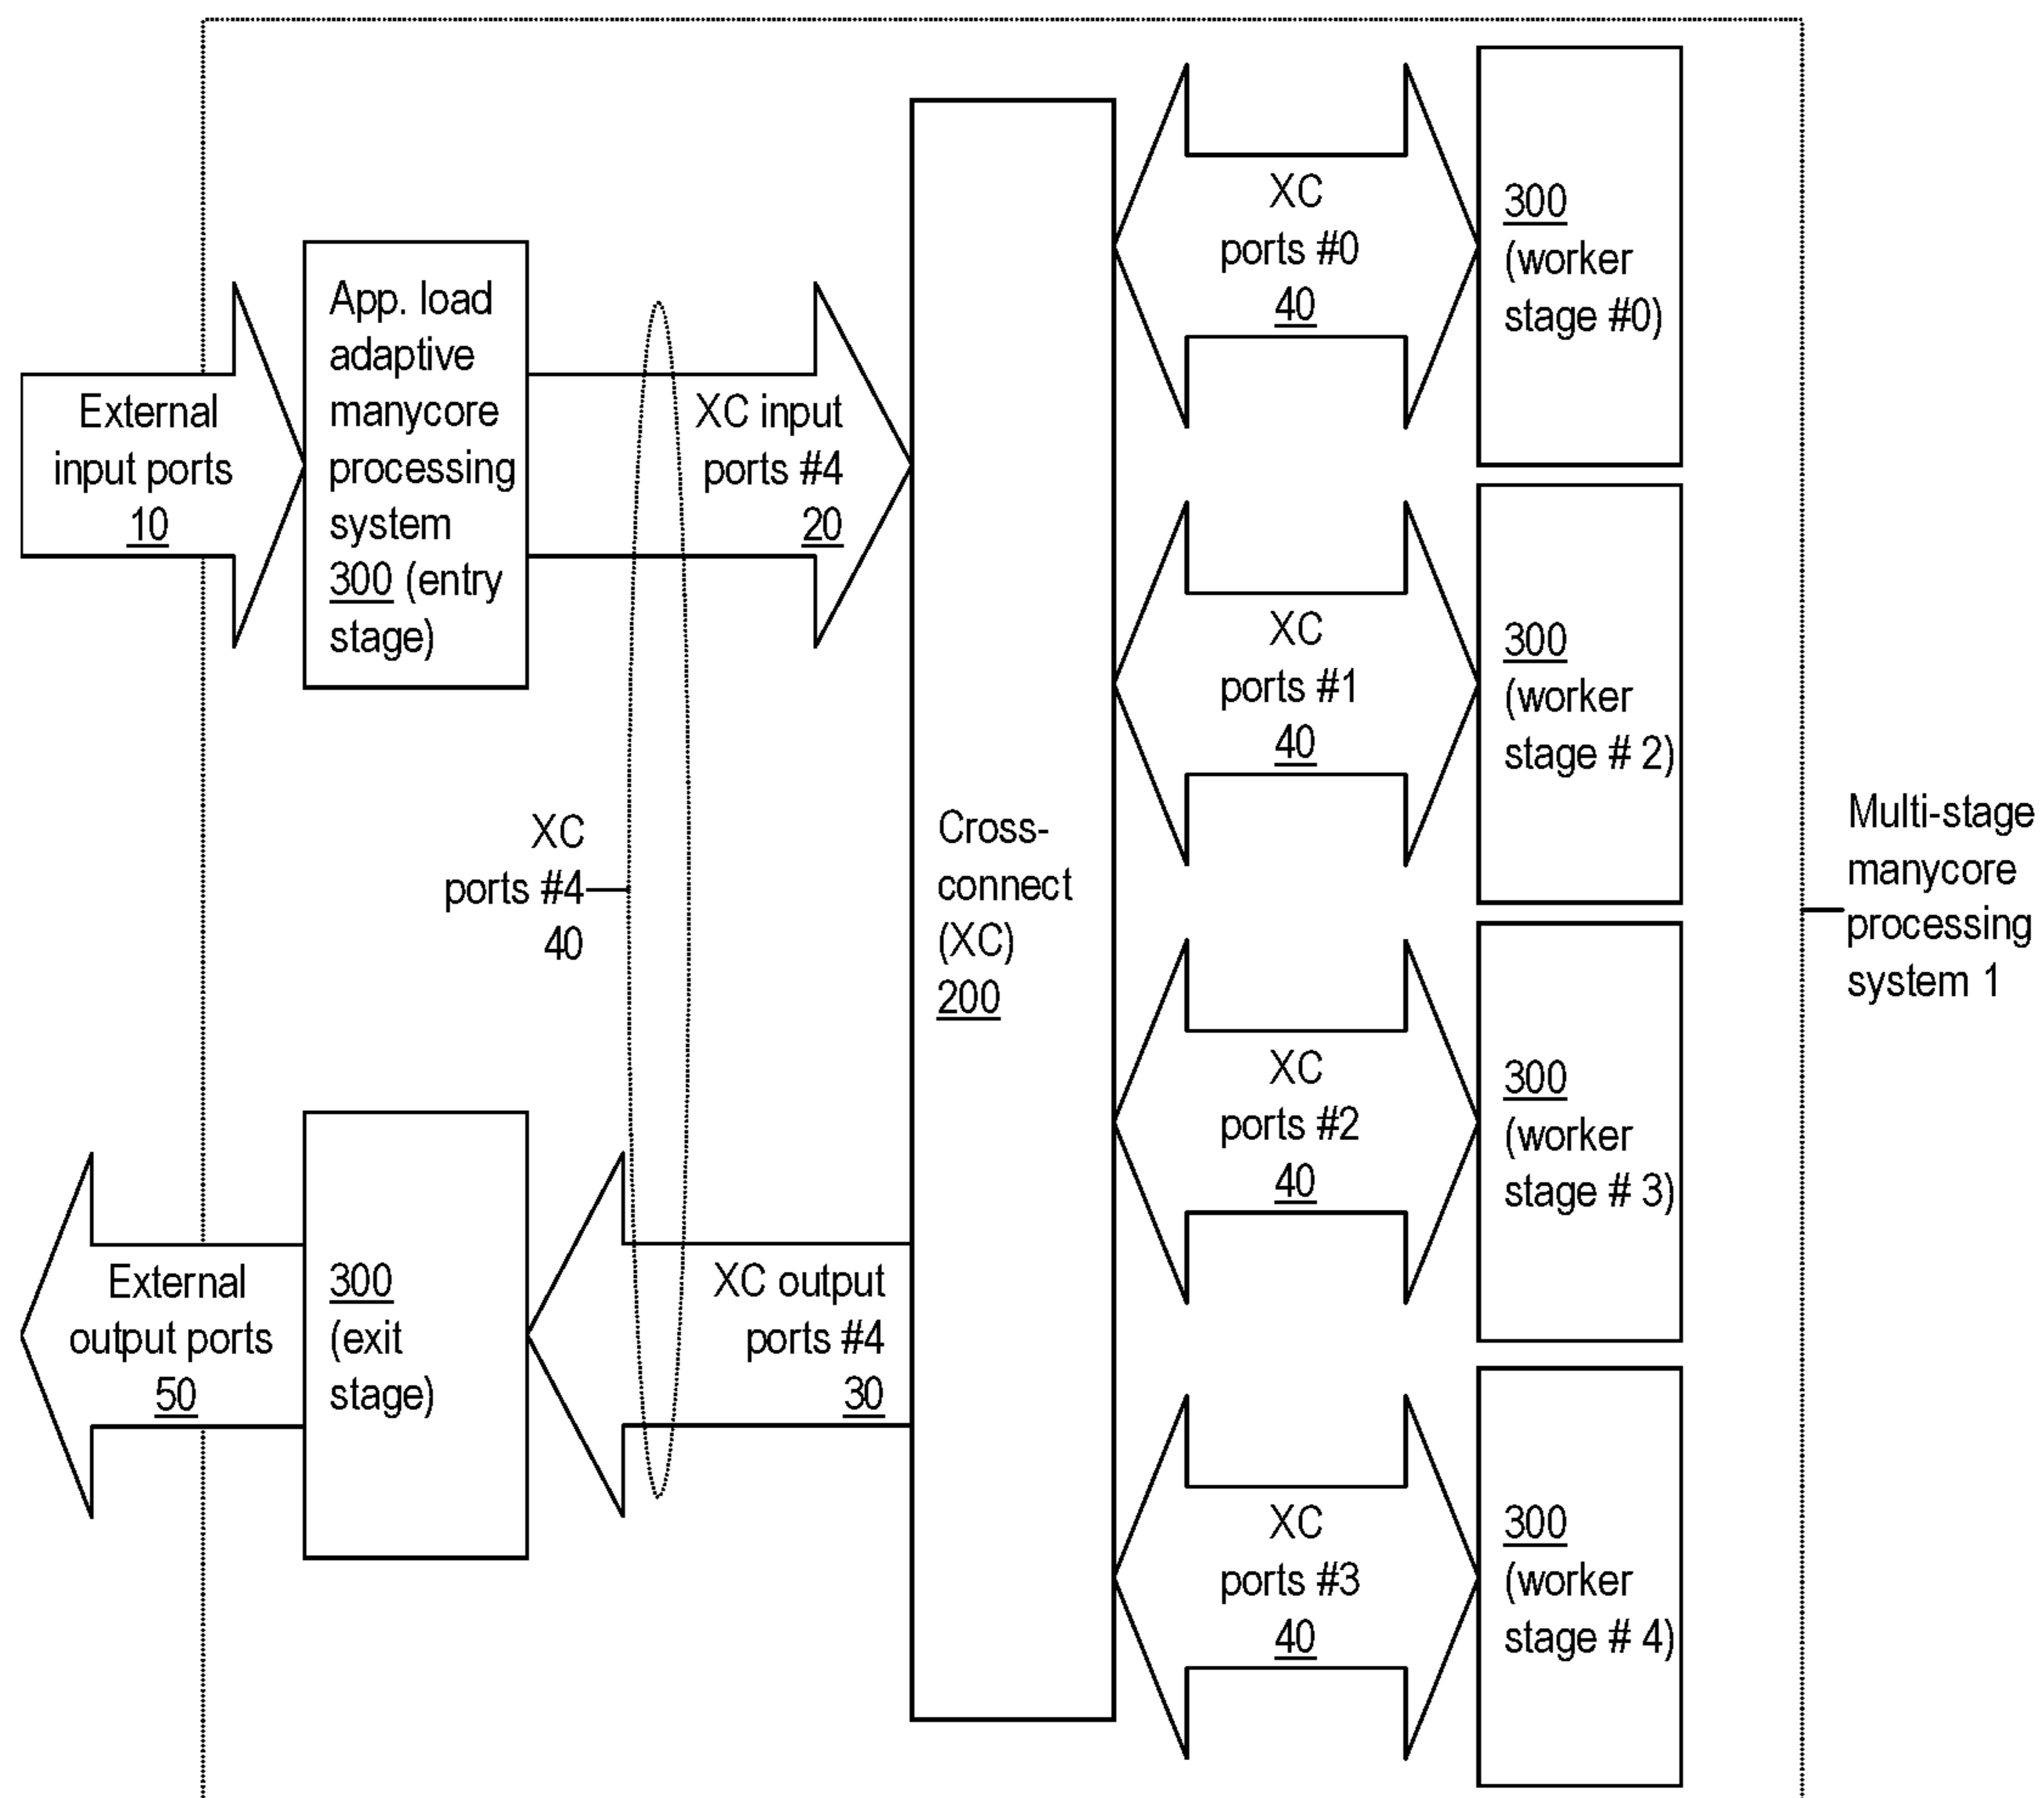 External
input ports
10
App. load
adaptive
manycore
processing
system
300 (entry
stage)
XC input
ports #4
20
XC
ports #4
40
External
output ports
50
300
(exit
stage)
XC output
ports #4
30
Cross-
connect
(XC)
200
XC
ports #0
40
300
(worker
stage #0)
XC
ports #1
40
300
(worker
stage # 2)
XC
ports #2
40
300
(worker
stage # 3)
XC
ports #3
40
300
(worker
stage # 4)
Multi-stage
manycore
processing
system 1